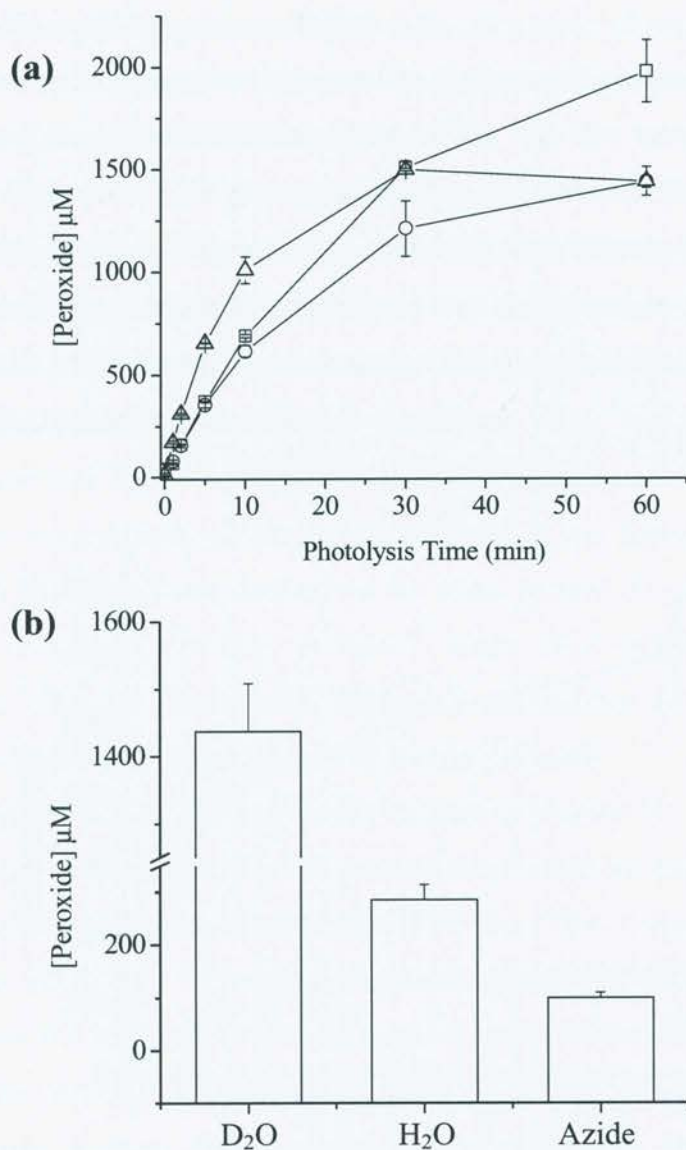 (a)
2000
1500
1000
500
0
[Peroxide] μM
0 10 20 30 40 50 60
Photolysis Time (min)
(b)
1600
1400
200
0
[Peroxide] μM
D₂O H₂O Azide